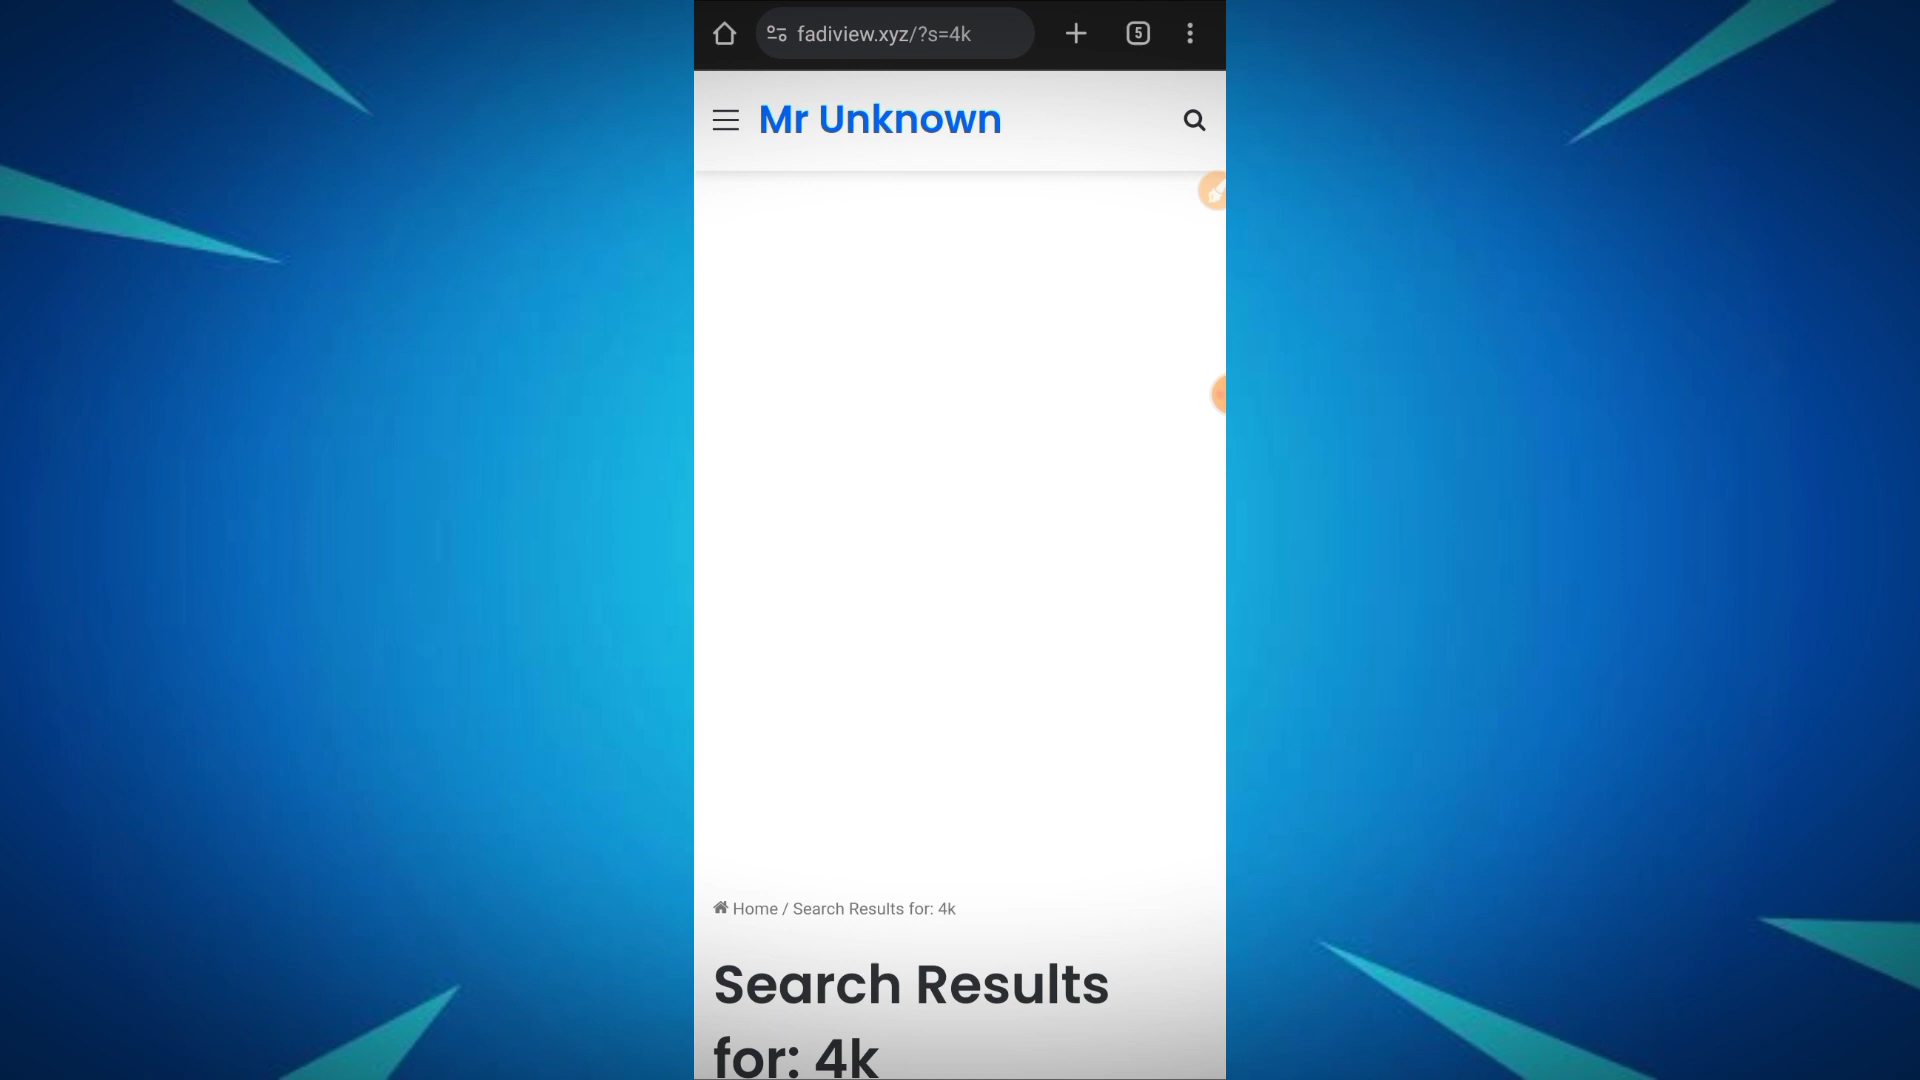 fadiview.xyz/?s=4k
5
Mr Unknown
Home / Search Results for: 4k
Search Results
for: 4k